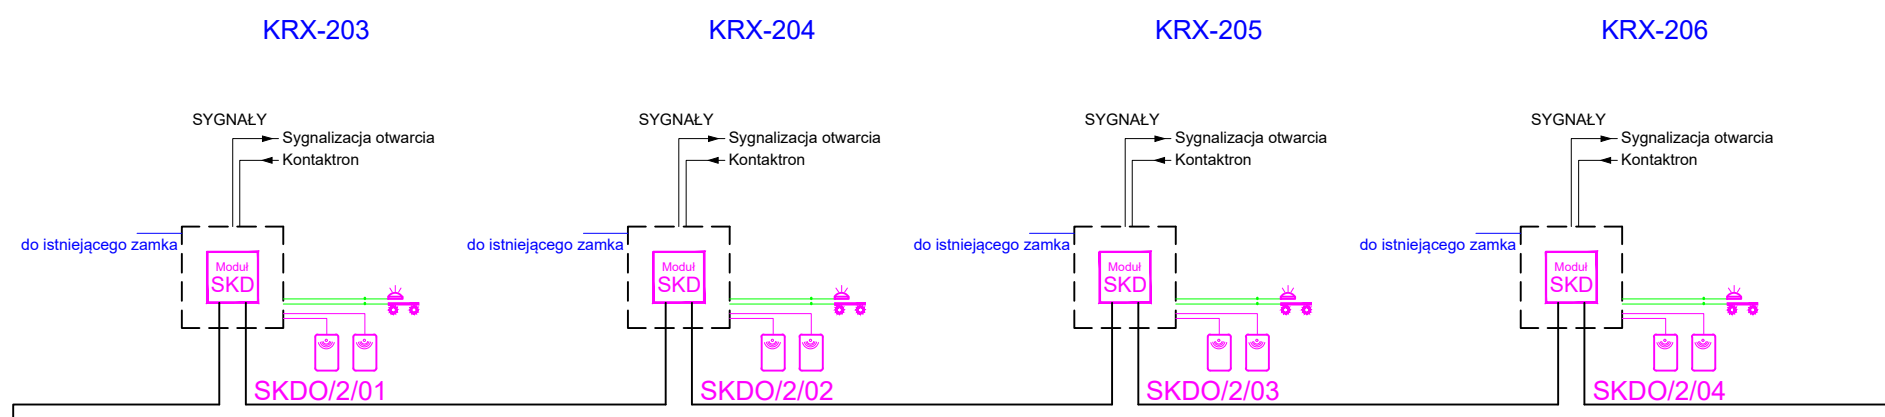 KRX-203
SYGNAŁY
Sygnalizacja otwarcia
Kontaktron
do istniejącego zamka
Moduł
SKD
SKDO/2/01
KRX-204
SYGNAŁY
Sygnalizacja otwarcia
Kontaktron
do istniejącego zamka
Moduł
SKD
SKDO/2/02
KRX-205
SYGNAŁY
Sygnalizacja otwarcia
Kontaktron
do istniejącego zamka
Moduł
SKD
SKDO/2/03
KRX-206
SYGNAŁY
Sygnalizacja otwarcia
Kontaktron
do istniejącego zamka
Moduł
SKD
SKDO/2/04